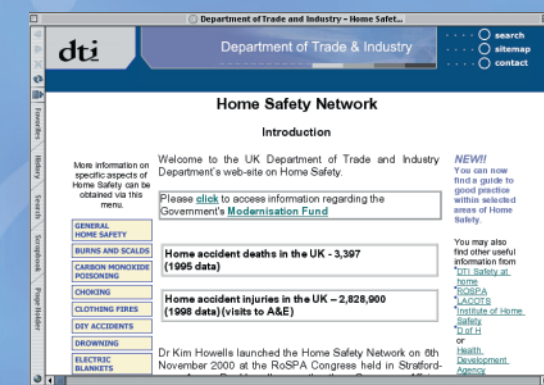 Department of Trade and Industry – Home Safet...
dti
Department of Trade & Industry
search
sitemap
contact
Favorites
History
Search
Scrapbook
Page Holder
Home Safety Network
Introduction
More information on
specific aspects of
Home Safety can be
obtained via this
menu.
GENERAL
HOME SAFETY
BURNS AND SCALDS
CARBON MONOXIDE
POISONING
CHOKING
CLOTHING FIRES
DIY ACCIDENTS
DROWNING
ELECTRIC
BLANKETS
Welcome to the UK Department of Trade and Industry
Department's web-site on Home Safety.
Please click to access information regarding the
Government's Modernisation Fund
Home accident deaths in the UK - 3,397
(1995 data)
Home accident injuries in the UK – 2,828,900
(1998 data) (visits to A&E)
Dr Kim Howells launched the Home Safety Network on 6th
November 2000 at the RoSPA Congress held in Stratford-
NEW!!
You can now
find a guide to
good practice
within selected
areas of Home
Safety.
You may also
find other useful
information from
DTI Safety at
home
ROSPA
LACOTS
Institute of Home
Safety
D of H
or
Health
Development
Agency